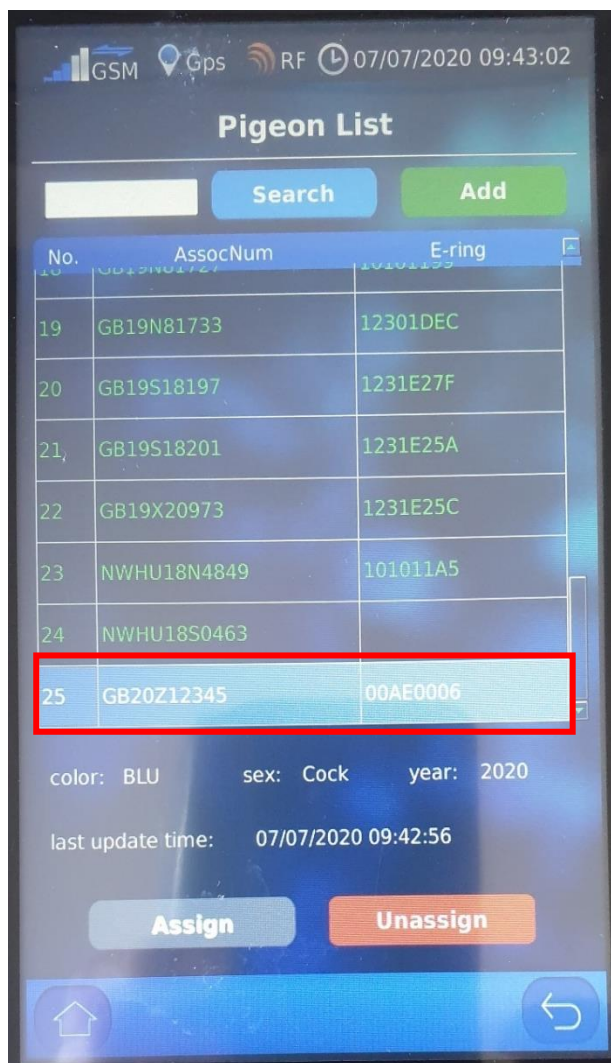 GSM Gps RF 07/07/2020 09:43:02
Pigeon List
Search Add
No. AssocNum E-ring
18 GB19N81727
19 GB19N81733 12301DEC
20 GB19S18197 1231E27F
21 GB19S18201 1231E25A
22 GB19X20973 1231E25C
23 NWHU18N4849 101011A5
24 NWHU18S0463
25 GB20Z12345 00AE0006
color: BLU sex: Cock year: 2020
last update time: 07/07/2020 09:42:56
Assign Unassign